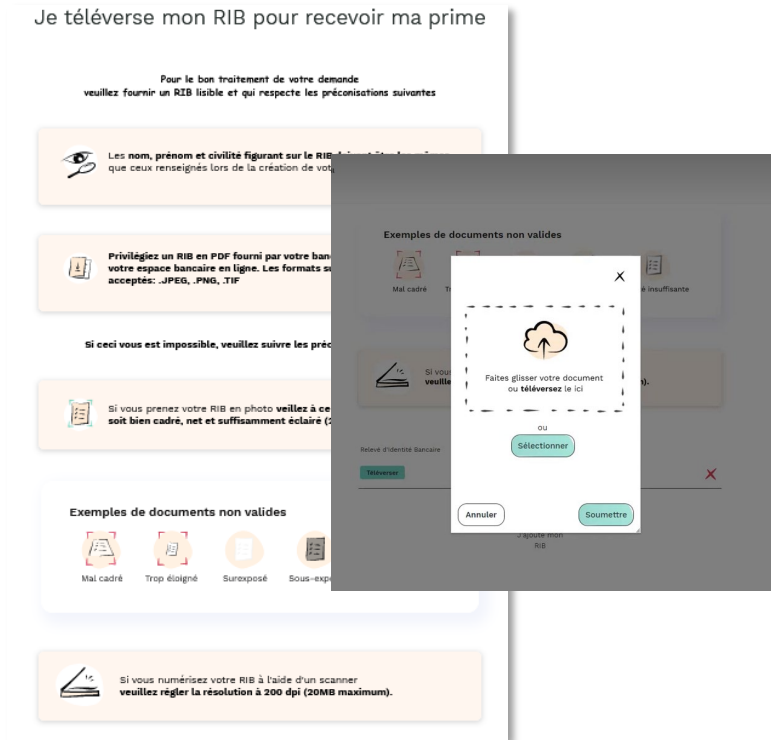 Je téléverse mon RIB pour recevoir ma prime
Pour le bon traitement de votre demande
veuillez fournir un RIB lisible et qui respecte les préconisations suivantes
Les nom, prénom et civilité figurant sur le RIB
que ceux renseignés lors de la création de
Privilégiez un RIB en PDF fourni par votre
votre espace bancaire en ligne. Les formats
acceptés: .JPEG, .PNG, .TIF
Si ceci vous est impossible, veuillez suivre les
Si vous prenez votre RIB en photo veillez à ce
soit bien cadré, net et suffisamment éclairé
Exemples de documents non valides
Mal cadré
Trop éloigné
Surexposé
Si vous numérisez votre RIB à l'aide d'un scanner
veuillez régler la résolution à 200 dpi (20MB maximum).
Exemples de documents non valides
Mal cadré
insuffisante
X
Faites glisser votre document
ou téléversez le ici
ou
Sélectionner
Si
Relevé d'Identité Bancaire
Téléverser
Annuler
Soumettre
J'ajoute mon
RIB